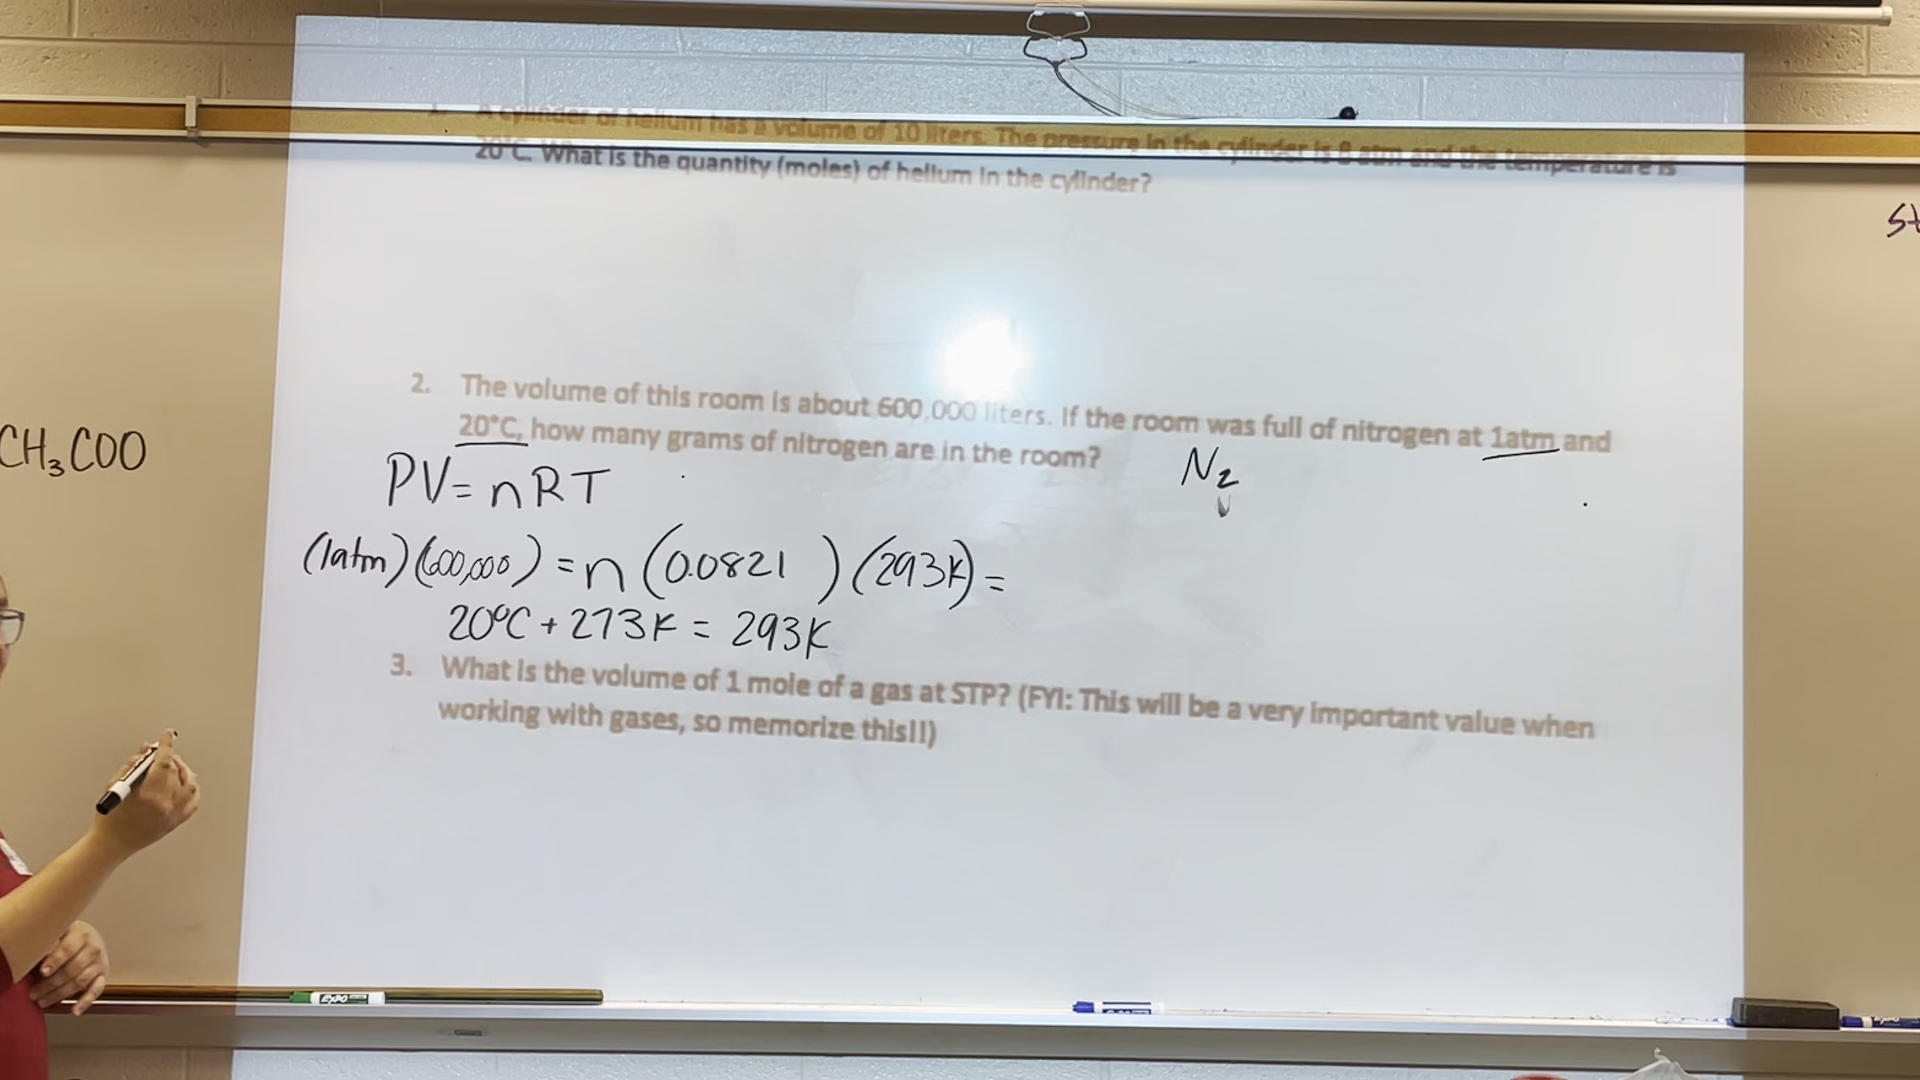 1. A cylinder of helium has a volume of 10 liters. The pressure in the cylinder is 8 atm and the temperature is
20°C. What is the quantity (moles) of helium in the cylinder?
St
2. The volume of this room is about 600,000 liters. If the room was full of nitrogen at 1atm and
20°C, how many grams of nitrogen are in the room?
CH₃COO
N₂
PV = nRT
(1atm)(600,000) = n (0.0821 ) (293K) =
20°C + 273K = 293K
3. What is the volume of 1 mole of a gas at STP? (FYI: This will be a very important value when
working with gases, so memorize this!!)
EXPO